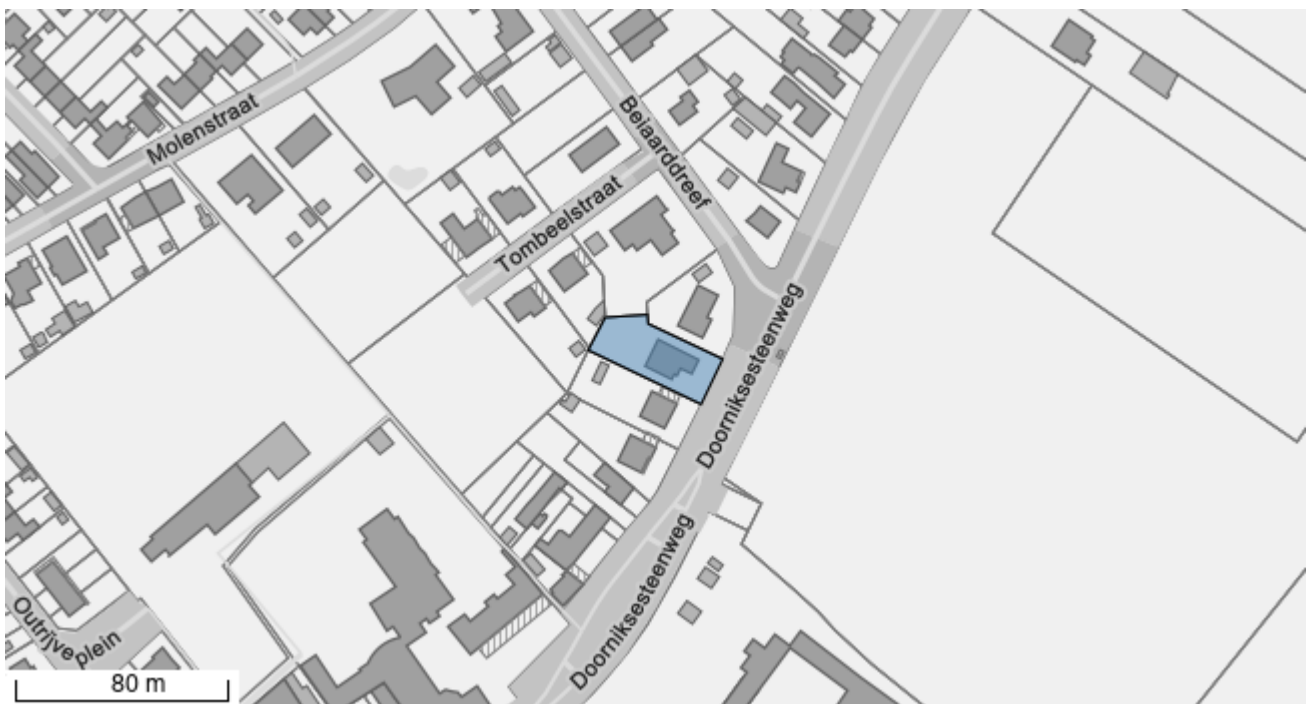 Molenstraat
Beiaarddreef
Tombeelstraat
Doorniksesteenweg
Doorniksesteenweg
Outrijveplein
80 m